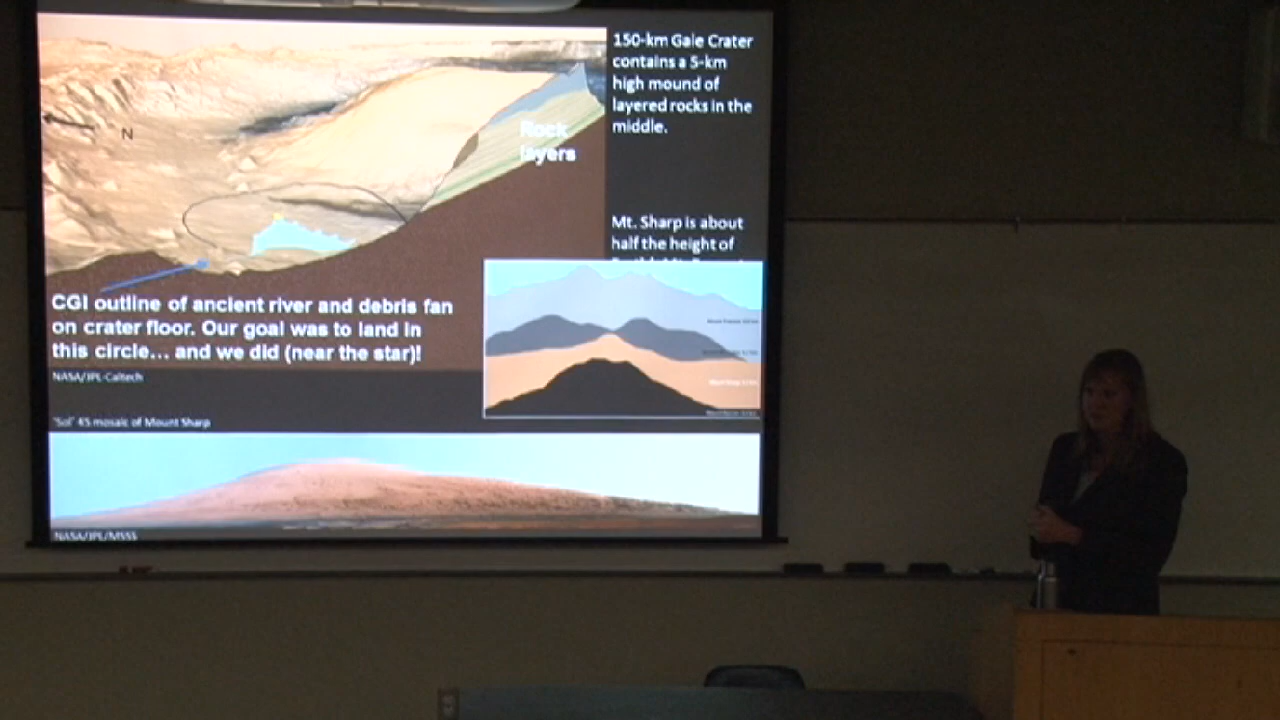 150-km Gale Crater
contains a 5-km
high mound of
layered rocks in the
middle.
N
Rock
layers
Mt. Sharp is about
half the height of
CGI outline of ancient river and debris fan
on crater floor. Our goal was to land in
this circle... and we did (near the star)!
NASA/JPL-Caltech
"Sol" 45 mosaic of Mount Sharp
NASA/JPL/MSSS